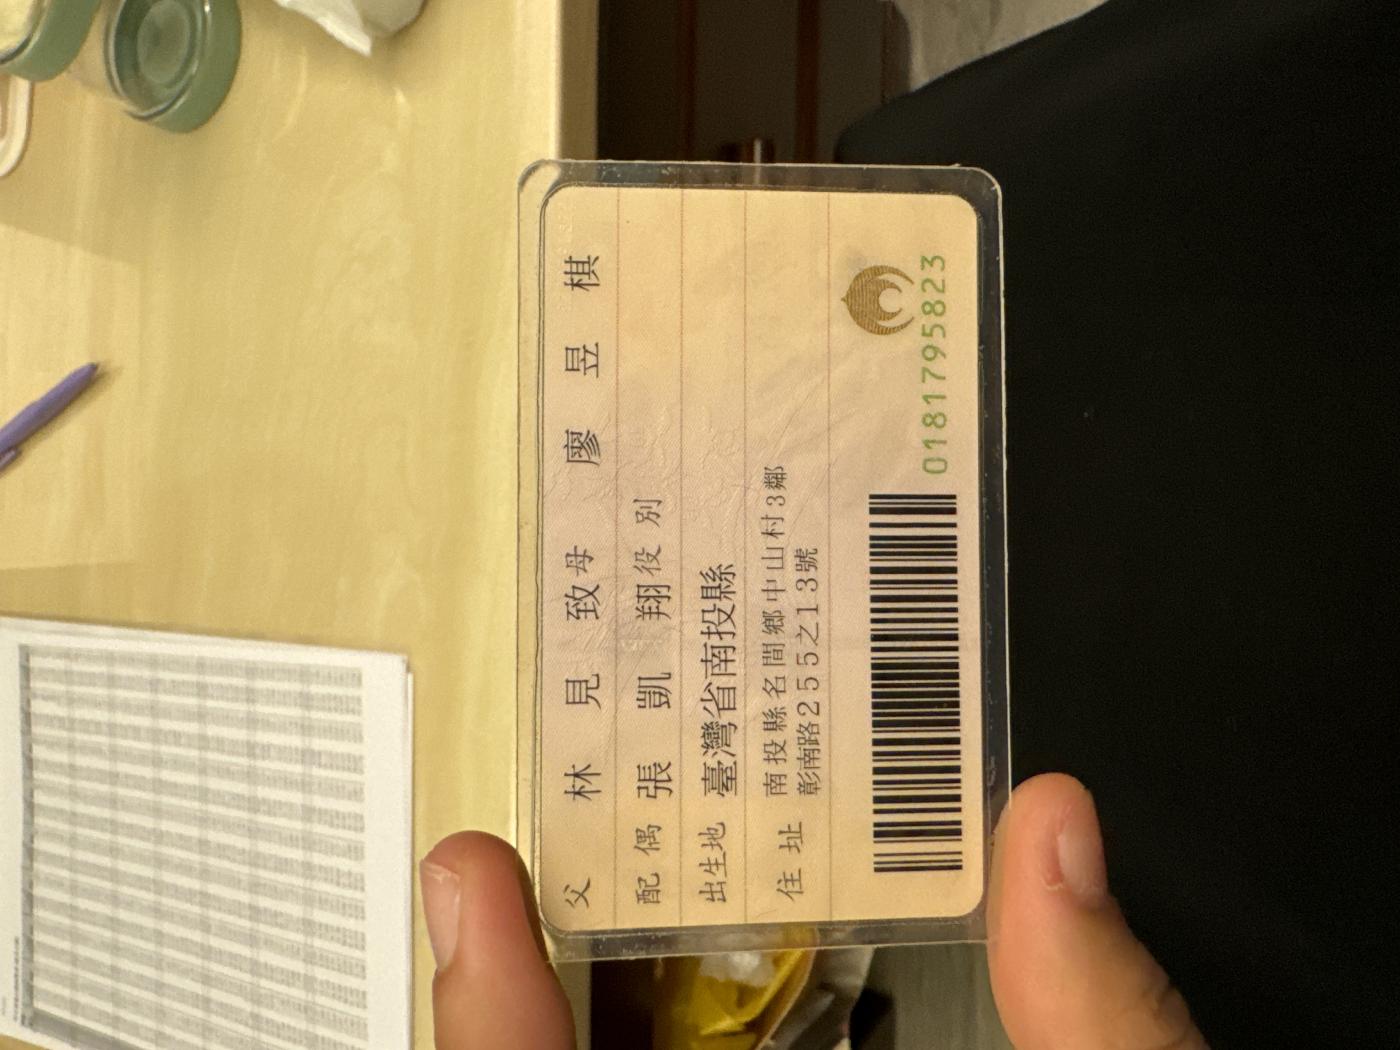 父 林見致 母 廖昱棋
配偶 張凱翔 役別
出生地 臺灣省南投縣
住址 南投縣名間鄉中山村3鄰
彰南路255之13號
0181795823